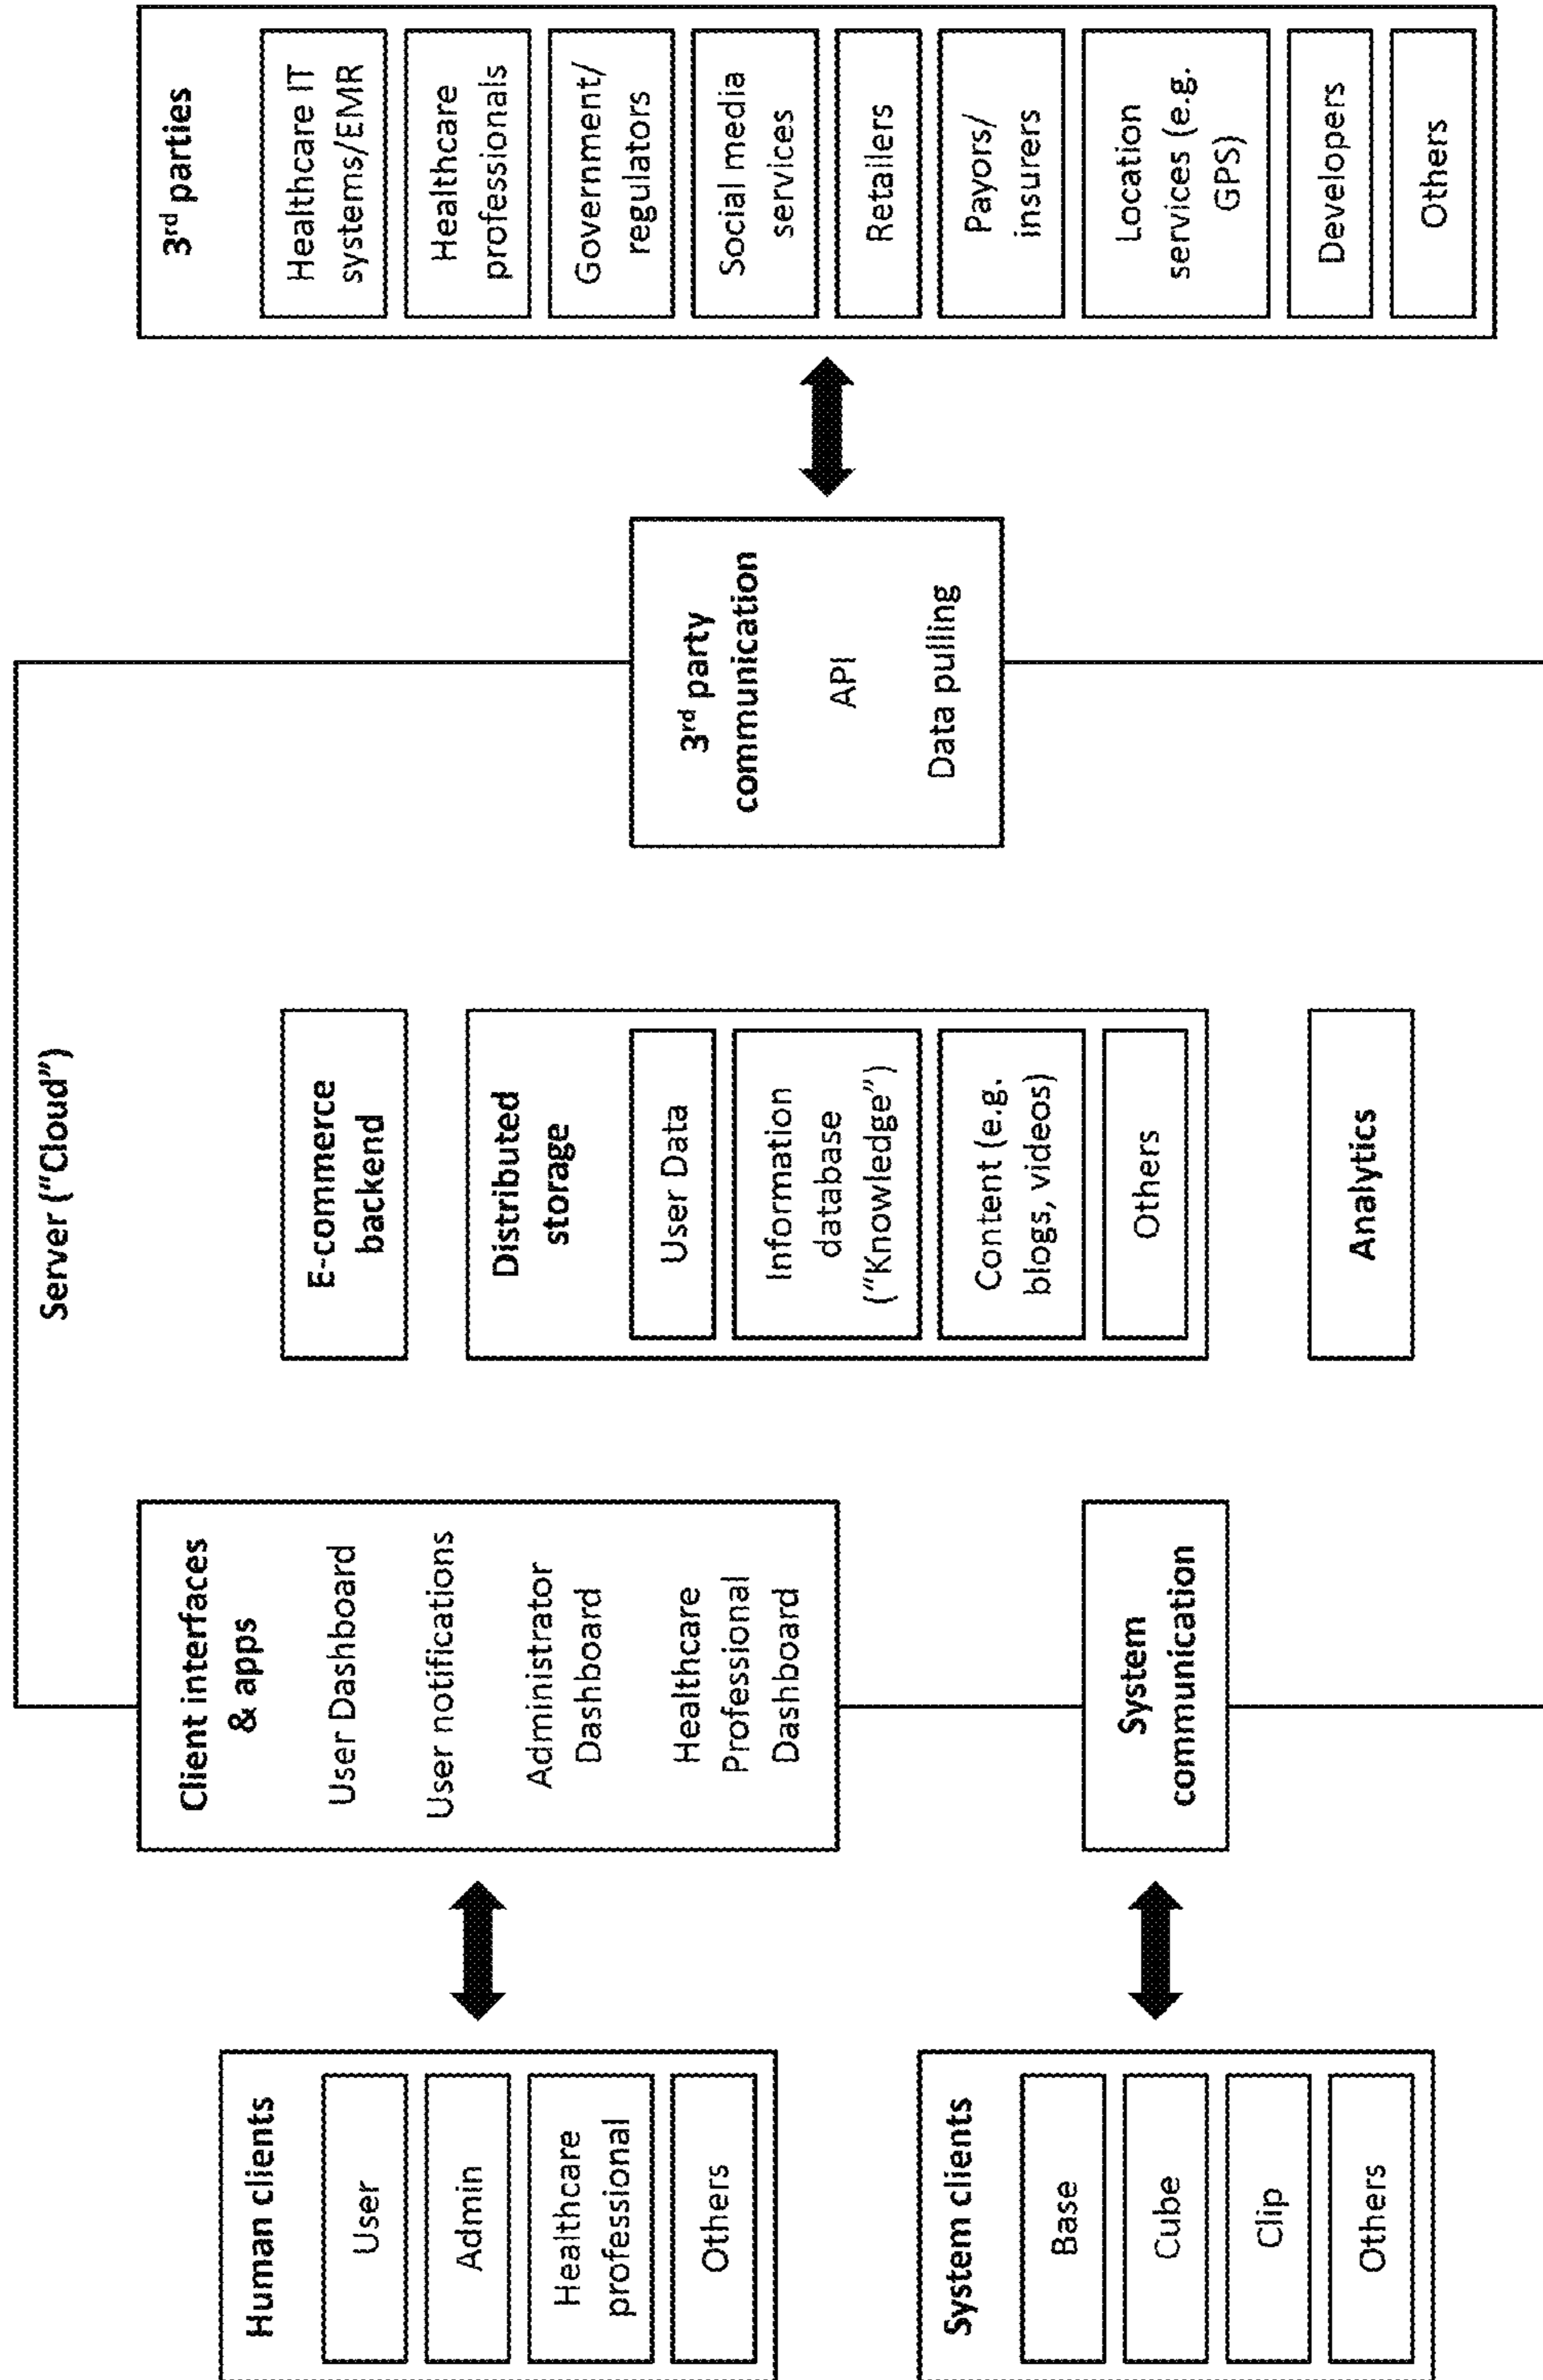 Server (“Cloud”)
Human clients
User
Admin
Healthcare
professional
Others
System clients
Base
Cube
Clip
Others
Client interfaces
& apps
User Dashboard
User notifications
Administrator
Dashboard
Healthcare
Professional
Dashboard
System
communication
E-commerce
backend
Distributed
storage
User Data
Information
database
(“Knowledge”)
Content (e.g.
blogs, videos)
Others
Analytics
3rd party
communication
API
Data pulling
3rd parties
Healthcare IT
systems/EMR
Healthcare
professionals
Government/
regulators
Social media
services
Retailers
Payors/
insurers
Location
services (e.g.
GPS)
Developers
Others